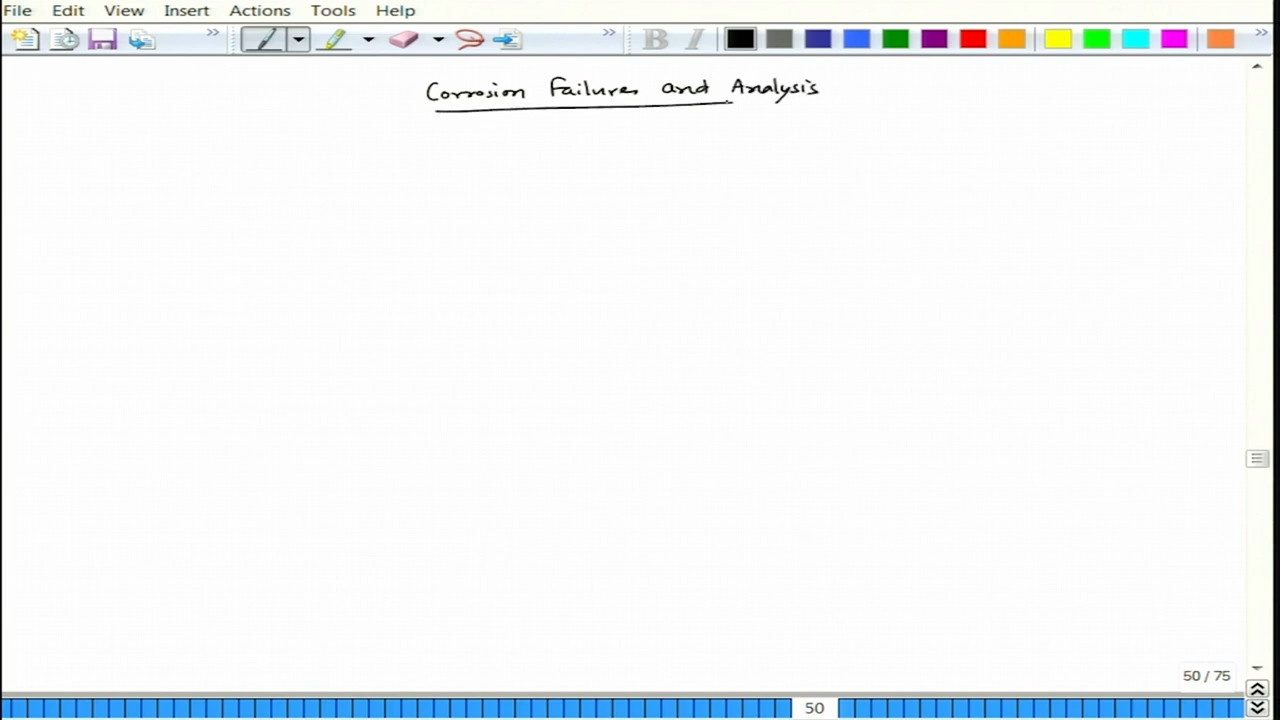 File Edit View Insert Actions Tools Help
» » B I »
Corrosion Failures and Analysis
50 / 75
50